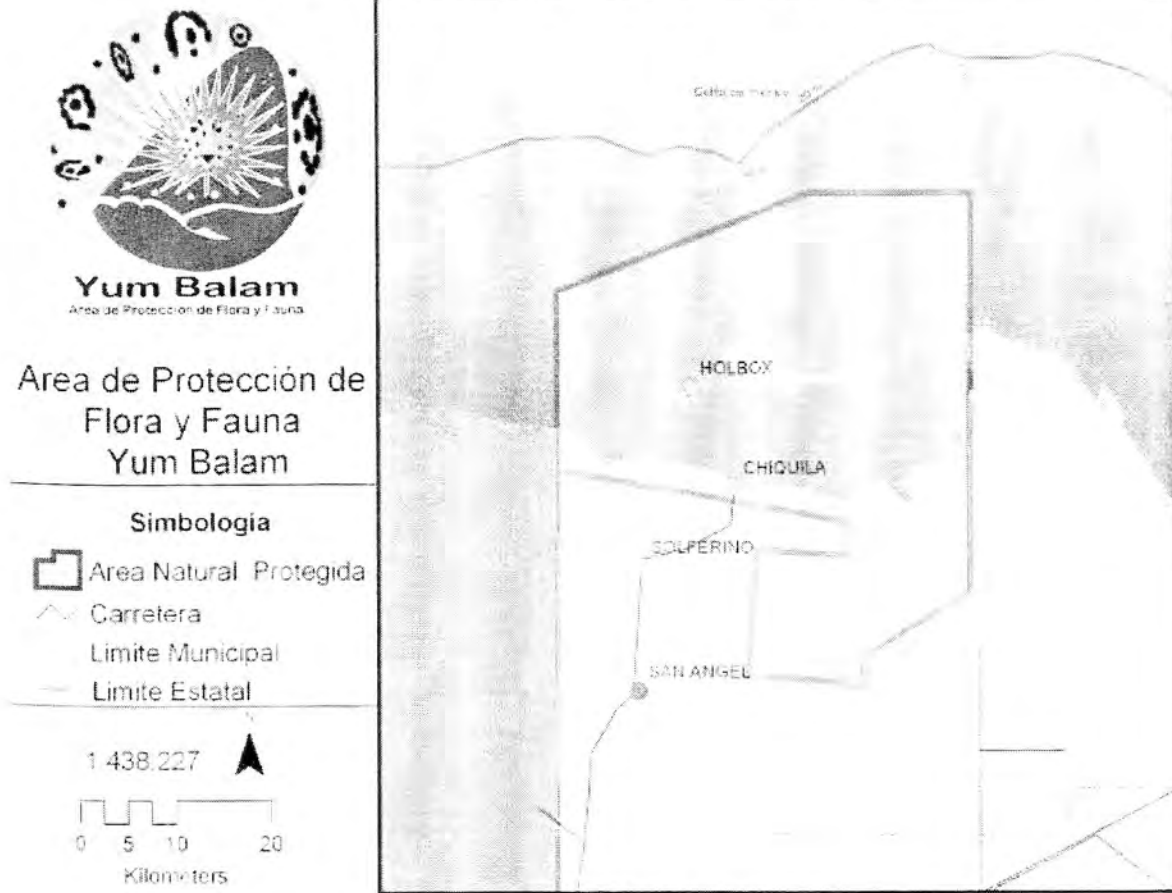 Yum Balam
Area de Protección de Flora y Fauna
Area de Protección de
Flora y Fauna
Yum Balam
Simbología
Area Natural Protegida
Carretera
Limite Municipal
Limite Estatal
1:438,227
0 5 10 20
Kilometers
HOLBOX
CHIQUILA
SOLFERINO
SAN ANGEL